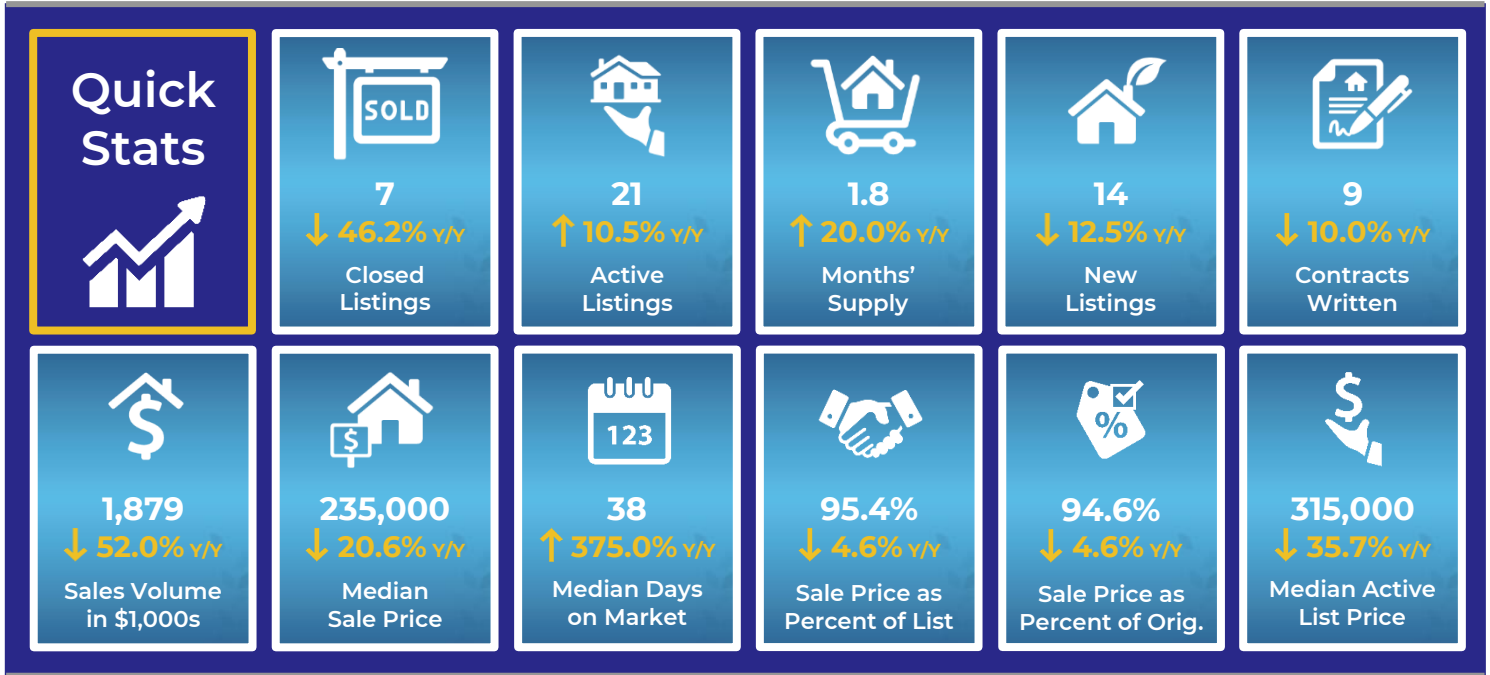 Quick
Stats
SOLD
7
↓ 46.2% Y/Y
Closed
Listings
21
↑ 10.5% Y/Y
Active
Listings
1.8
↑ 20.0% Y/Y
Months’
Supply
14
↓ 12.5% Y/Y
New
Listings
9
↓ 10.0% Y/Y
Contracts
Written
$
1,879
↓ 52.0% Y/Y
Sales Volume
in $1,000s
$
235,000
↓ 20.6% Y/Y
Median
Sale Price
123
38
↑ 375.0% Y/Y
Median Days
on Market
95.4%
↓ 4.6% Y/Y
Sale Price as
Percent of List
%
94.6%
↓ 4.6% Y/Y
Sale Price as
Percent of Orig.
$
315,000
↓ 35.7% Y/Y
Median Active
List Price